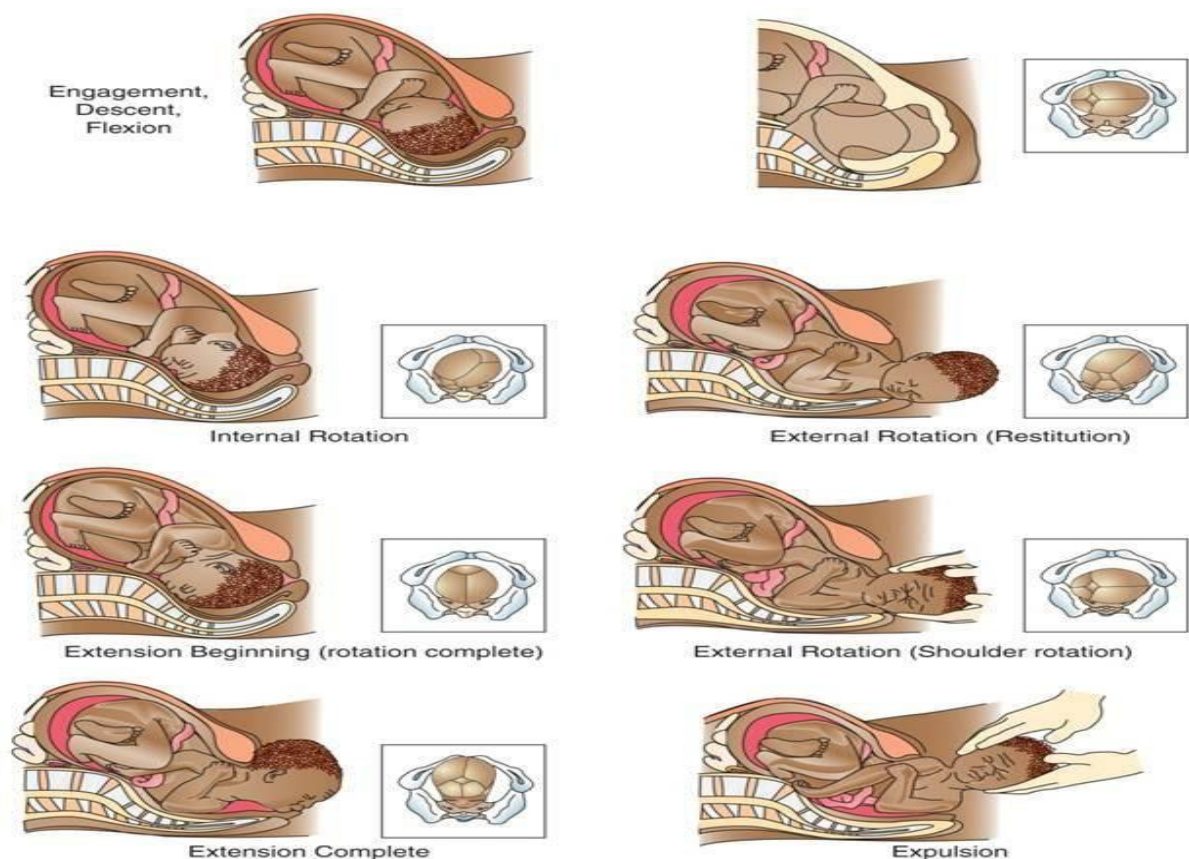 Engagement,
Descent,
Flexion
Internal Rotation
External Rotation (Restitution)
Extension Beginning (rotation complete)
External Rotation (Shoulder rotation)
Extension Complete
Expulsion